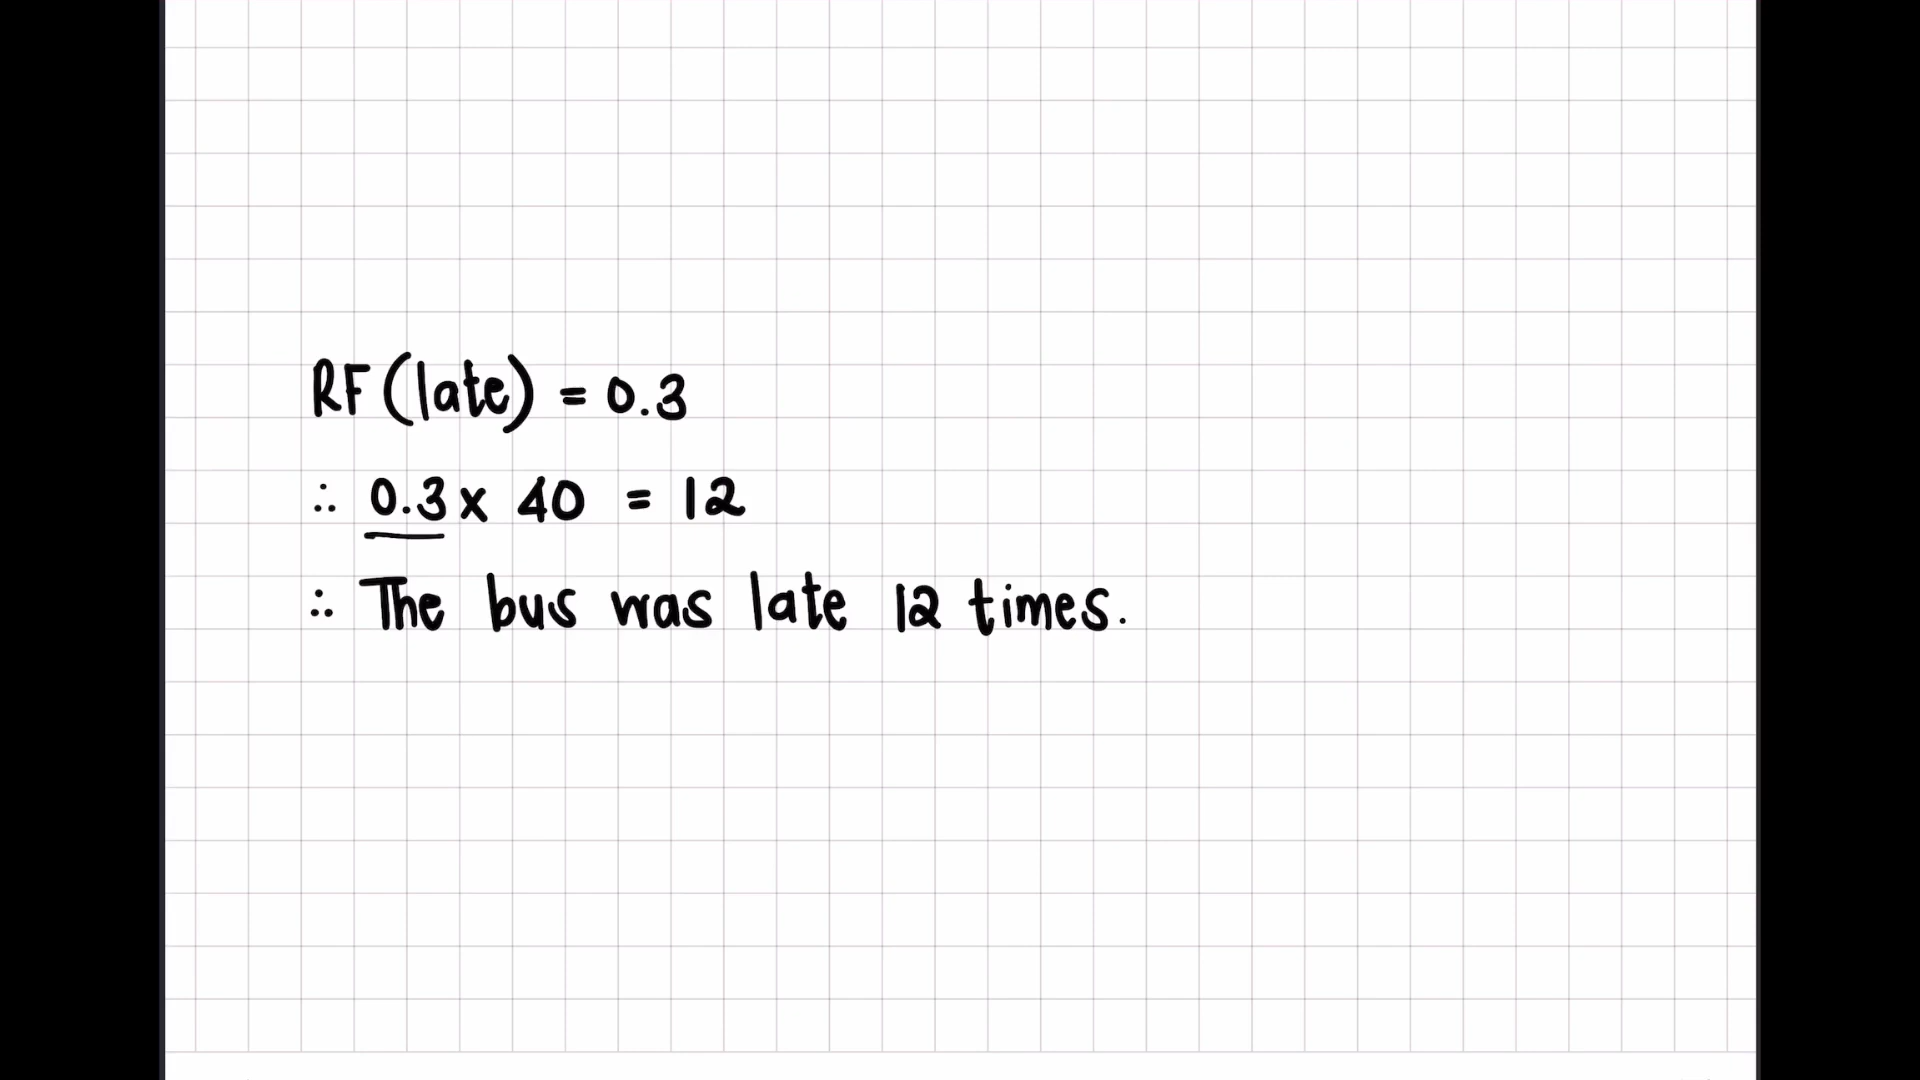 RF (late) = 0.3
∴ 0.3 x 40 = 12
∴ The bus was late 12 times.